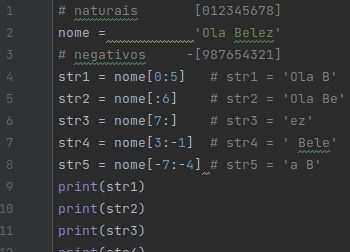 1 # naturais [012345678]
2 nome = 'Ola Belez'
3 # negativos -[987654321]
4 str1 = nome[0:5] # str1 = 'Ola B'
5 str2 = nome[:6] # str2 = 'Ola Be'
6 str3 = nome[7:] # str3 = 'ez'
7 str4 = nome[3:-1] # str4 = ' Bele'
8 str5 = nome[-7:-4] # str5 = 'a B'
9 print(str1)
10 print(str2)
11 print(str3)
12 print(str4)